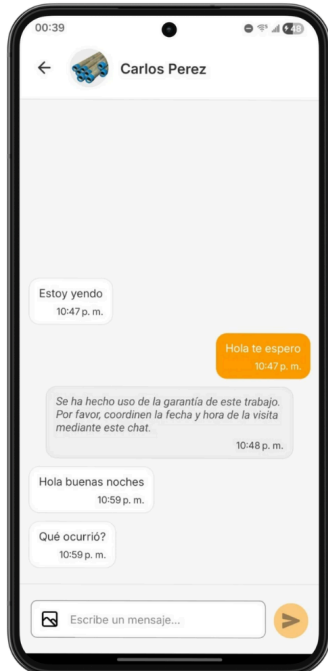 00:39
Carlos Perez
Estoy yendo
10:47 p. m.
Hola te espero
10:47 p. m.
Se ha hecho uso de la garantía de este trabajo.
Por favor, coordinen la fecha y hora de la visita
mediante este chat.
10:48 p. m.
Hola buenas noches
10:59 p. m.
Qué ocurrió?
10:59 p. m.
Escribe un mensaje...